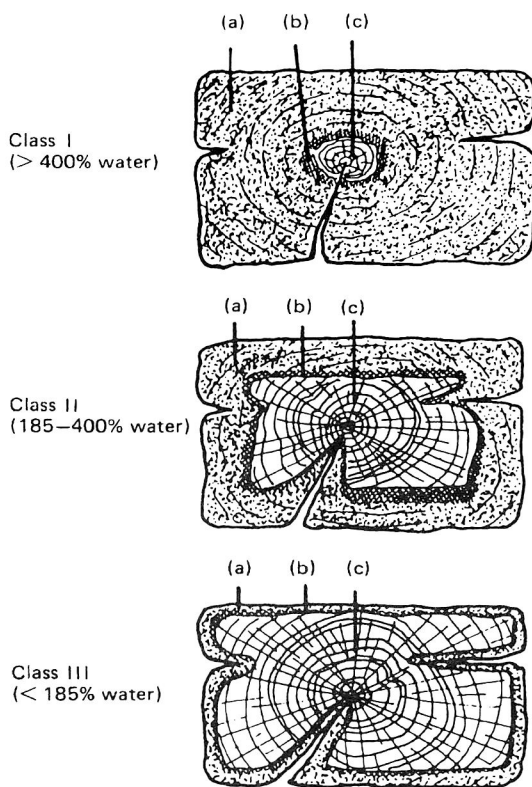 (a) (b) (c)
Class I
(> 400% water)
(a) (b) (c)
Class II
(185–400% water)
(a) (b) (c)
Class III
(< 185% water)